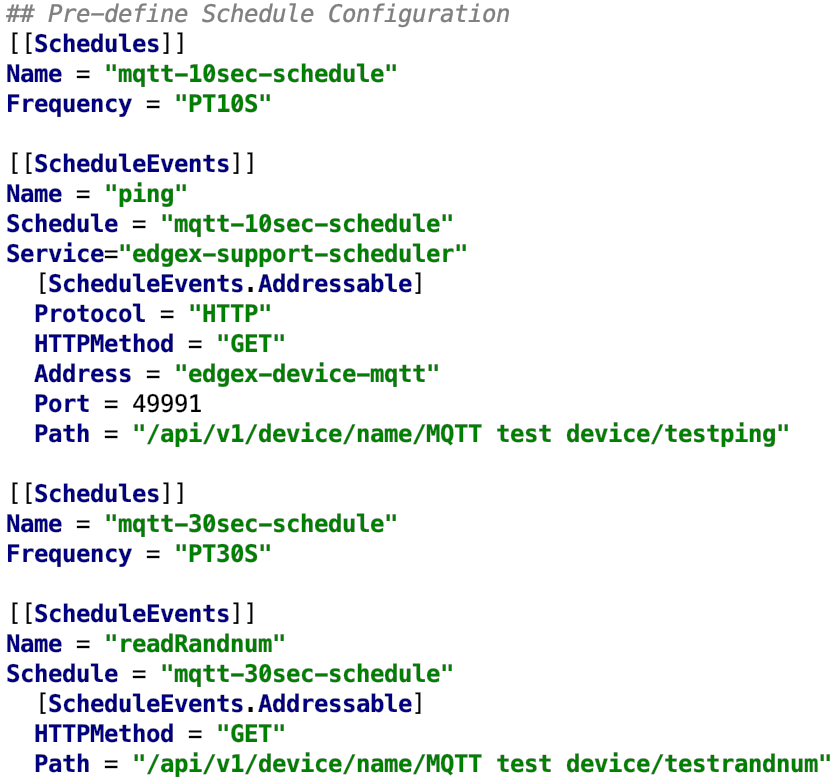 ## Pre-define Schedule Configuration
[[Schedules]]
Name = "mqtt-10sec-schedule"
Frequency = "PT10S"
[[ScheduleEvents]]
Name = "ping"
Schedule = "mqtt-10sec-schedule"
Service="edgex-support-scheduler"
[ScheduleEvents.Addressable]
Protocol = "HTTP"
HTTPMethod = "GET"
Address = "edgex-device-mqtt"
Port = 49991
Path = "/api/v1/device/name/MQTT test device/testping"
[[Schedules]]
Name = "mqtt-30sec-schedule"
Frequency = "PT30S"
[[ScheduleEvents]]
Name = "readRandnum"
Schedule = "mqtt-30sec-schedule"
[ScheduleEvents.Addressable]
HTTPMethod = "GET"
Path = "/api/v1/device/name/MQTT test device/testrandnum"